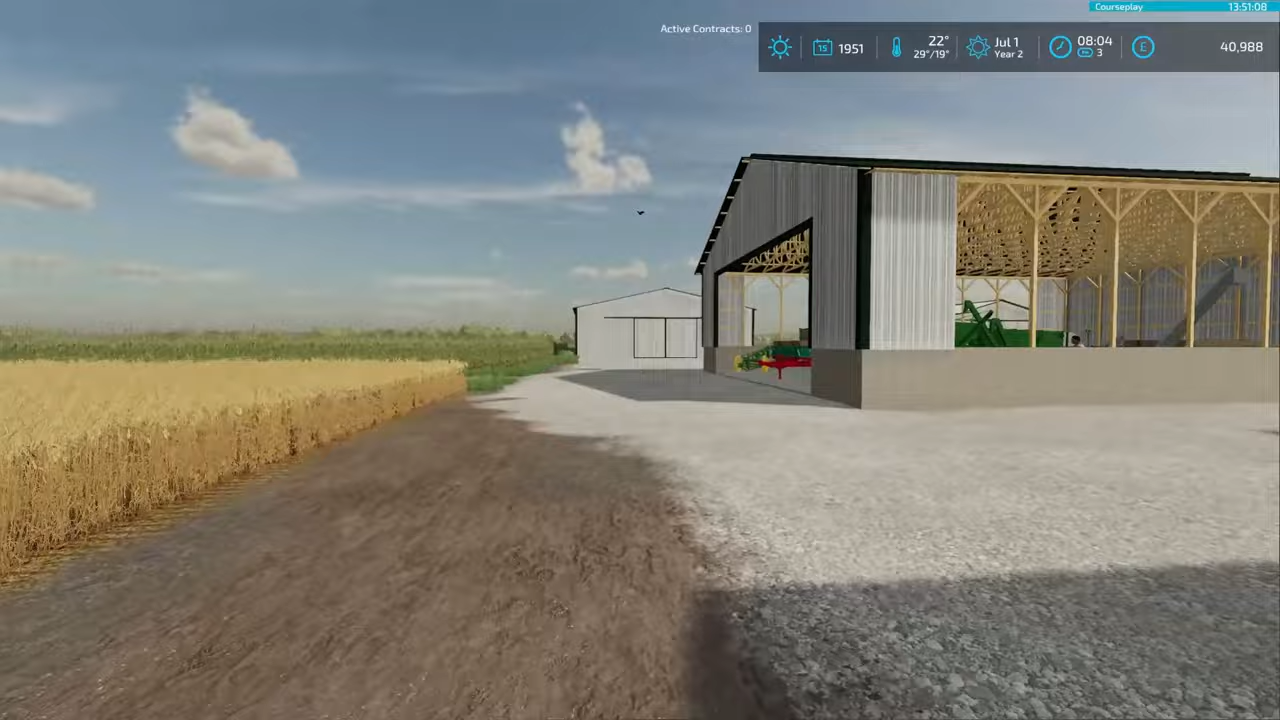 Courseplay 13:51:08
Active Contracts: 0
15 1951 22° Jul 1 08:04 E 40,988
29°/19° Year 2 3